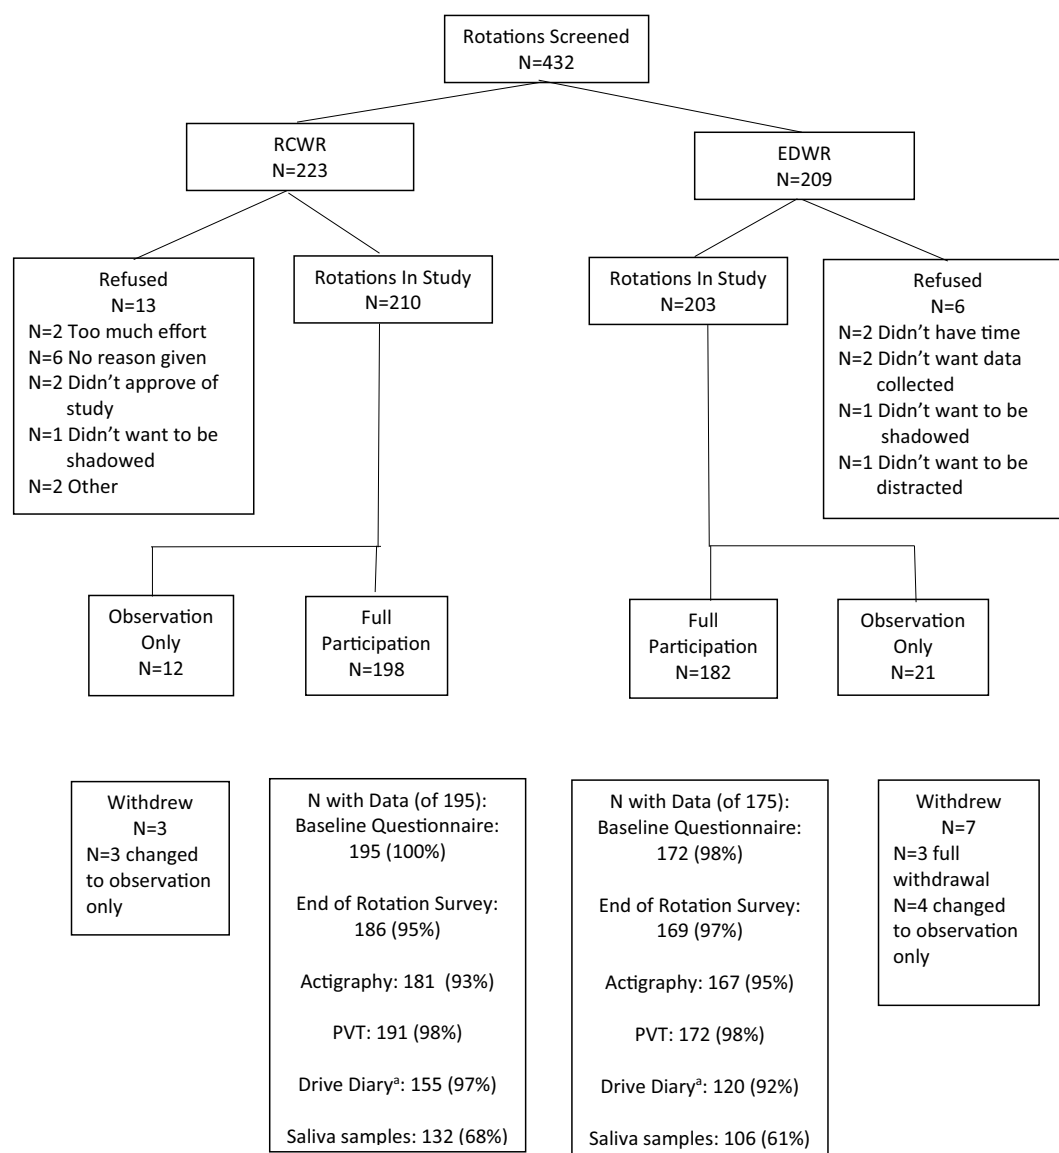 Rotations Screened
N=432
RCWR
N=223
EDWR
N=209
Refused
N=13
N=2 Too much effort
N=6 No reason given
N=2 Didn’t approve of
study
N=1 Didn’t want to be
shadowed
N=2 Other
Rotations In Study
N=210
Rotations In Study
N=203
Refused
N=6
N=2 Didn’t have time
N=2 Didn’t want data
collected
N=1 Didn’t want to be
shadowed
N=1 Didn’t want to be
distracted
Observation
Only
N=12
Full
Participation
N=198
Full
Participation
N=182
Observation
Only
N=21
Withdrew
N=3
N=3 changed
to observation
only
N with Data (of 195):
Baseline Questionnaire:
195 (100%)
End of Rotation Survey:
186 (95%)
Actigraphy: 181 (93%)
PVT: 191 (98%)
Drive Diaryᵃ: 155 (97%)
Saliva samples: 132 (68%)
N with Data (of 175):
Baseline Questionnaire:
172 (98%)
End of Rotation Survey:
169 (97%)
Actigraphy: 167 (95%)
PVT: 172 (98%)
Drive Diaryᵃ: 120 (92%)
Saliva samples: 106 (61%)
Withdrew
N=7
N=3 full
withdrawal
N=4 changed
to observation
only